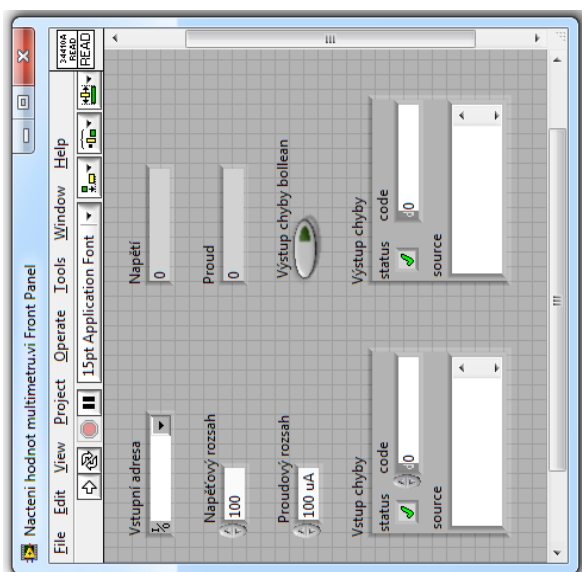 Nacteni hodnot multimetru.vi Front Panel
File Edit View Project Operate Tools Window Help
15pt Application Font
34410A
READ
READ
Vstupní adresa
I/O
Napětí
0
Napěťový rozsah
100
Proud
0
Proudový rozsah
100 uA
Výstup chyby bollean
Vstup chyby
status code
d0
source
Výstup chyby
status code
d0
source